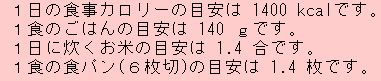 １日の食事カロリーの目安は 1400 kcalです。
１食のごはんの目安は 140 ｇです。
１日に炊くお米の目安は 1.4 合です。
１食の食パン(６枚切)の目安は 1.4 枚です。